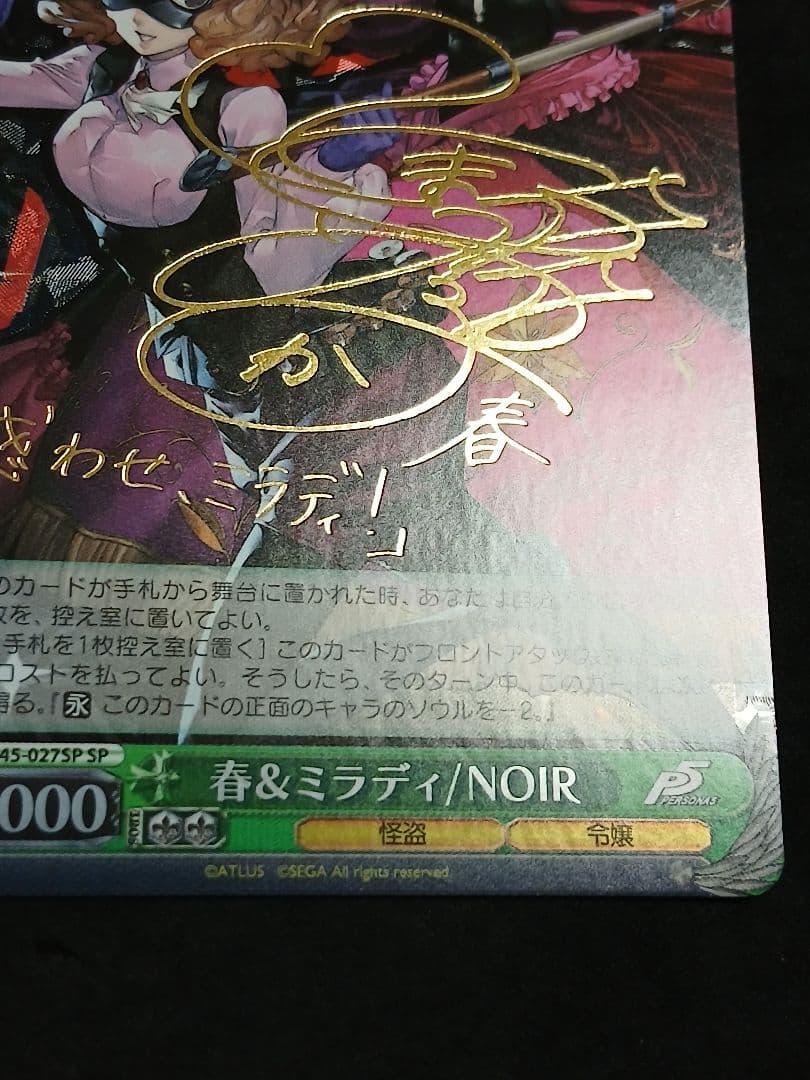 春
ぎわせ、ミラディ!」
のカードが手札から舞台に置かれた時、あなたは自分
枚を、控え室に置いてよい。
手札を1枚控え室に置く］このカードがフロントアタック
コストを払ってよい。そうしたら、そのターン中、このカー
得る。『永 このカードの正面のキャラのソウルを－2。』
45-027SP SP
春&ミラディ/NOIR
P5
PERSONA5
000
SOUL
怪盗
令嬢
©ATLUS ©SEGA All rights reserved.